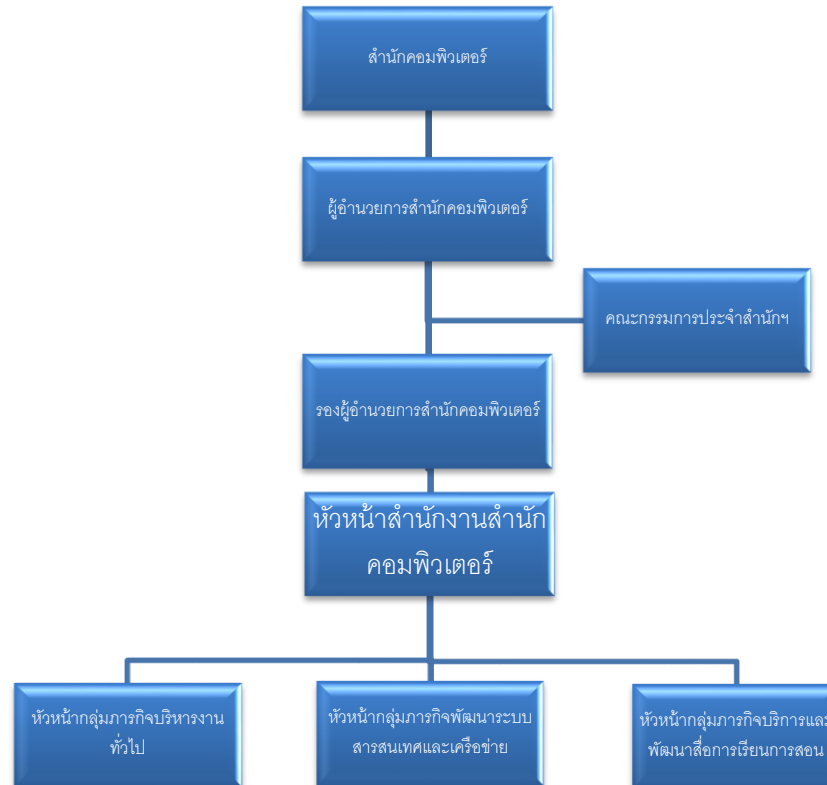 สำนักคอมพิวเตอร์
ผู้อำนวยการสำนักคอมพิวเตอร์
คณะกรรมการประจำสำนักฯ
รองผู้อำนวยการสำนักคอมพิวเตอร์
หัวหน้าสำนักงานสำนัก
คอมพิวเตอร์
หัวหน้ากลุ่มภารกิจบริหารงาน
ทั่วไป
หัวหน้ากลุ่มภารกิจพัฒนาระบบ
สารสนเทศและเครือข่าย
หัวหน้ากลุ่มภารกิจบริการและ
พัฒนาสื่อการเรียนการสอน